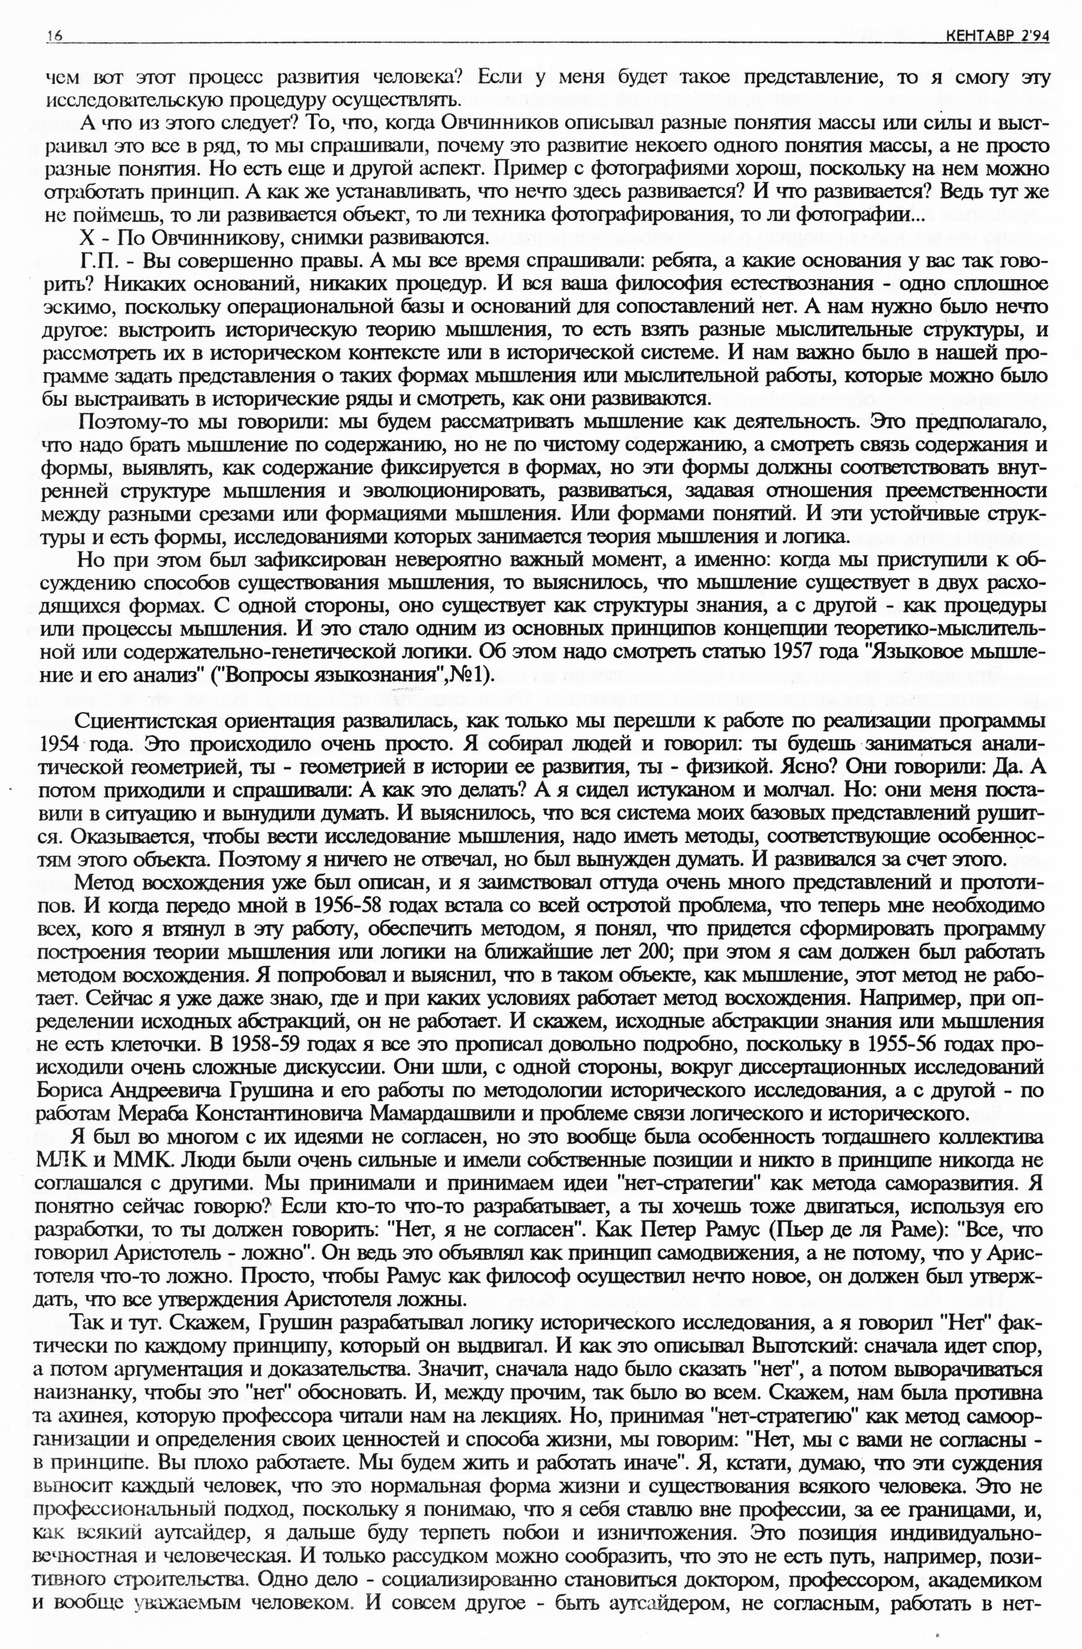 16 КЕНТАВР 2'94
чем вот этот процесс развития человека? Если у меня будет такое представление, то я смогу эту
исследовательскую процедуру осуществлять.
А что из этого следует? То, что, когда Овчинников описывал разные понятия массы или силы и выст-
раивал это все в ряд, то мы спрашивали, почему это развитие некоего одного понятия массы, а не просто
разные понятия. Но есть еще и другой аспект. Пример с фотографиями хорош, поскольку на нем можно
отработать принцип. А как же устанавливать, что нечто здесь развивается? И что развивается? Ведь тут же
не поймешь, то ли развивается объект, то ли техника фотографирования, то ли фотографии...
Х - По Овчинникову, снимки развиваются.
Г.П. - Вы совершенно правы. А мы все время спрашивали: ребята, а какие основания у вас так гово-
рить? Никаких оснований, никаких процедур. И вся ваша философия естествознания - одно сплошное
эскимо, поскольку операциональной базы и оснований для сопоставлений нет. А нам нужно было нечто
другое: выстроить историческую теорию мышления, то есть взять разные мыслительные структуры, и
рассмотреть их в историческом контексте или в исторической системе. И нам важно было в нашей про-
грамме задать представления о таких формах мышления или мыслительной работы, которые можно было
бы выстраивать в исторические ряды и смотреть, как они развиваются.
Поэтому-то мы говорили: мы будем рассматривать мышление как деятельность. Это предполагало,
что надо брать мышление по содержанию, но не по чистому содержанию, а смотреть связь содержания и
формы, выявлять, как содержание фиксируется в формах, но эти формы должны соответствовать внут-
ренней структуре мышления и эволюционировать, развиваться, задавая отношения преемственности
между разными срезами или формациями мышления. Или формами понятий. И эти устойчивые струк-
туры и есть формы, исследованиями которых занимается теория мышления и логика.
Но при этом был зафиксирован невероятно важный момент, а именно: когда мы приступили к об-
суждению способов существования мышления, то выяснилось, что мышление существует в двух расхо-
дящихся формах. С одной стороны, оно существует как структуры знания, а с другой - как процедуры
или процессы мышления. И это стало одним из основных принципов концепции теоретико-мыслитель-
ной или содержательно-генетической логики. Об этом надо смотреть статью 1957 года "Языковое мышле-
ние и его анализ" ("Вопросы языкознания",№1).
Сциентистская ориентация развалилась, как только мы перешли к работе по реализации программы
1954 года. Это происходило очень просто. Я собирал людей и говорил: ты будешь заниматься анали-
тической геометрией, ты - геометрией в истории ее развития, ты - физикой. Ясно? Они говорили: Да. А
потом приходили и спрашивали: А как это делать? А я сидел истуканом и молчал. Но: они меня поста-
вили в ситуацию и вынудили думать. И выяснилось, что вся система моих базовых представлений рушит-
ся. Оказывается, чтобы вести исследование мышления, надо иметь методы, соответствующие особеннос-
тям этого объекта. Поэтому я ничего не отвечал, но был вынужден думать. И развивался за счет этого.
Метод восхождения уже был описан, и я заимствовал оттуда очень много представлений и прототи-
пов. И когда передо мной в 1956-58 годах встала со всей остротой проблема, что теперь мне необходимо
всех, кого я втянул в эту работу, обеспечить методом, я понял, что придется сформировать программу
построения теории мышления или логики на ближайшие лет 200; при этом я сам должен был работать
методом восхождения. Я попробовал и выяснил, что в таком объекте, как мышление, этот метод не рабо-
тает. Сейчас я уже даже знаю, где и при каких условиях работает метод восхождения. Например, при оп-
ределении исходных абстракций, он не работает. И скажем, исходные абстракции знания или мышления
не есть клеточки. В 1958-59 годах я все это прописал довольно подробно, поскольку в 1955-56 годах про-
исходили очень сложные дискуссии. Они шли, с одной стороны, вокруг диссертационных исследований
Бориса Андреевича Грушина и его работы по методологии исторического исследования, а с другой - по
работам Мераба Константиновича Мамардашвили и проблеме связи логического и исторического.
Я был во многом с их идеями не согласен, но это вообще была особенность тогдашнего коллектива
МЛК и ММК. Люди были очень сильные и имели собственные позиции и никто в принципе никогда не
соглашался с другими. Мы принимали и принимаем идеи "нет-стратегии" как метода саморазвития. Я
понятно сейчас говорю? Если кто-то что-то разрабатывает, а ты хочешь тоже двигаться, используя его
разработки, то ты должен говорить: "Нет, я не согласен". Как Петер Рамус (Пьер де ля Раме): "Все, что
говорил Аристотель - ложно". Он ведь это объявлял как принцип самодвижения, а не потому, что у Арис-
тотеля что-то ложно. Просто, чтобы Рамус как философ осуществил нечто новое, он должен был утверж-
дать, что все утверждения Аристотеля ложны.
Так и тут. Скажем, Грушин разрабатывал логику исторического исследования, а я говорил "Нет" фак-
тически по каждому принципу, который он выдвигал. И как это описывал Выготский: сначала идет спор,
а потом аргументация и доказательства. Значит, сначала надо было сказать "нет", а потом выворачиваться
наизнанку, чтобы это "нет" обосновать. И, между прочим, так было во всем. Скажем, нам была противна
та ахинея, которую профессора читали нам на лекциях. Но, принимая "нет-стратегию" как метод самоор-
ганизации и определения своих ценностей и способа жизни, мы говорим: "Нет, мы с вами не согласны -
в принципе. Вы плохо работаете. Мы будем жить и работать иначе". Я, кстати, думаю, что эти суждения
выносит каждый человек, что это нормальная форма жизни и существования всякого человека. Это не
профессиональный подход, поскольку я понимаю, что я себя ставлю вне профессии, за ее границами, и,
как всякий аутсайдер, я дальше буду терпеть побои и изничтожения. Это позиция индивидуально-
вечностная и человеческая. И только рассудком можно сообразить, что это не есть путь, например, пози-
тивного строительства. Одно дело - социализированно становиться доктором, профессором, академиком
и вообще уважаемым человеком. И совсем другое - быть аутсайдером, не согласным, работать в нет-